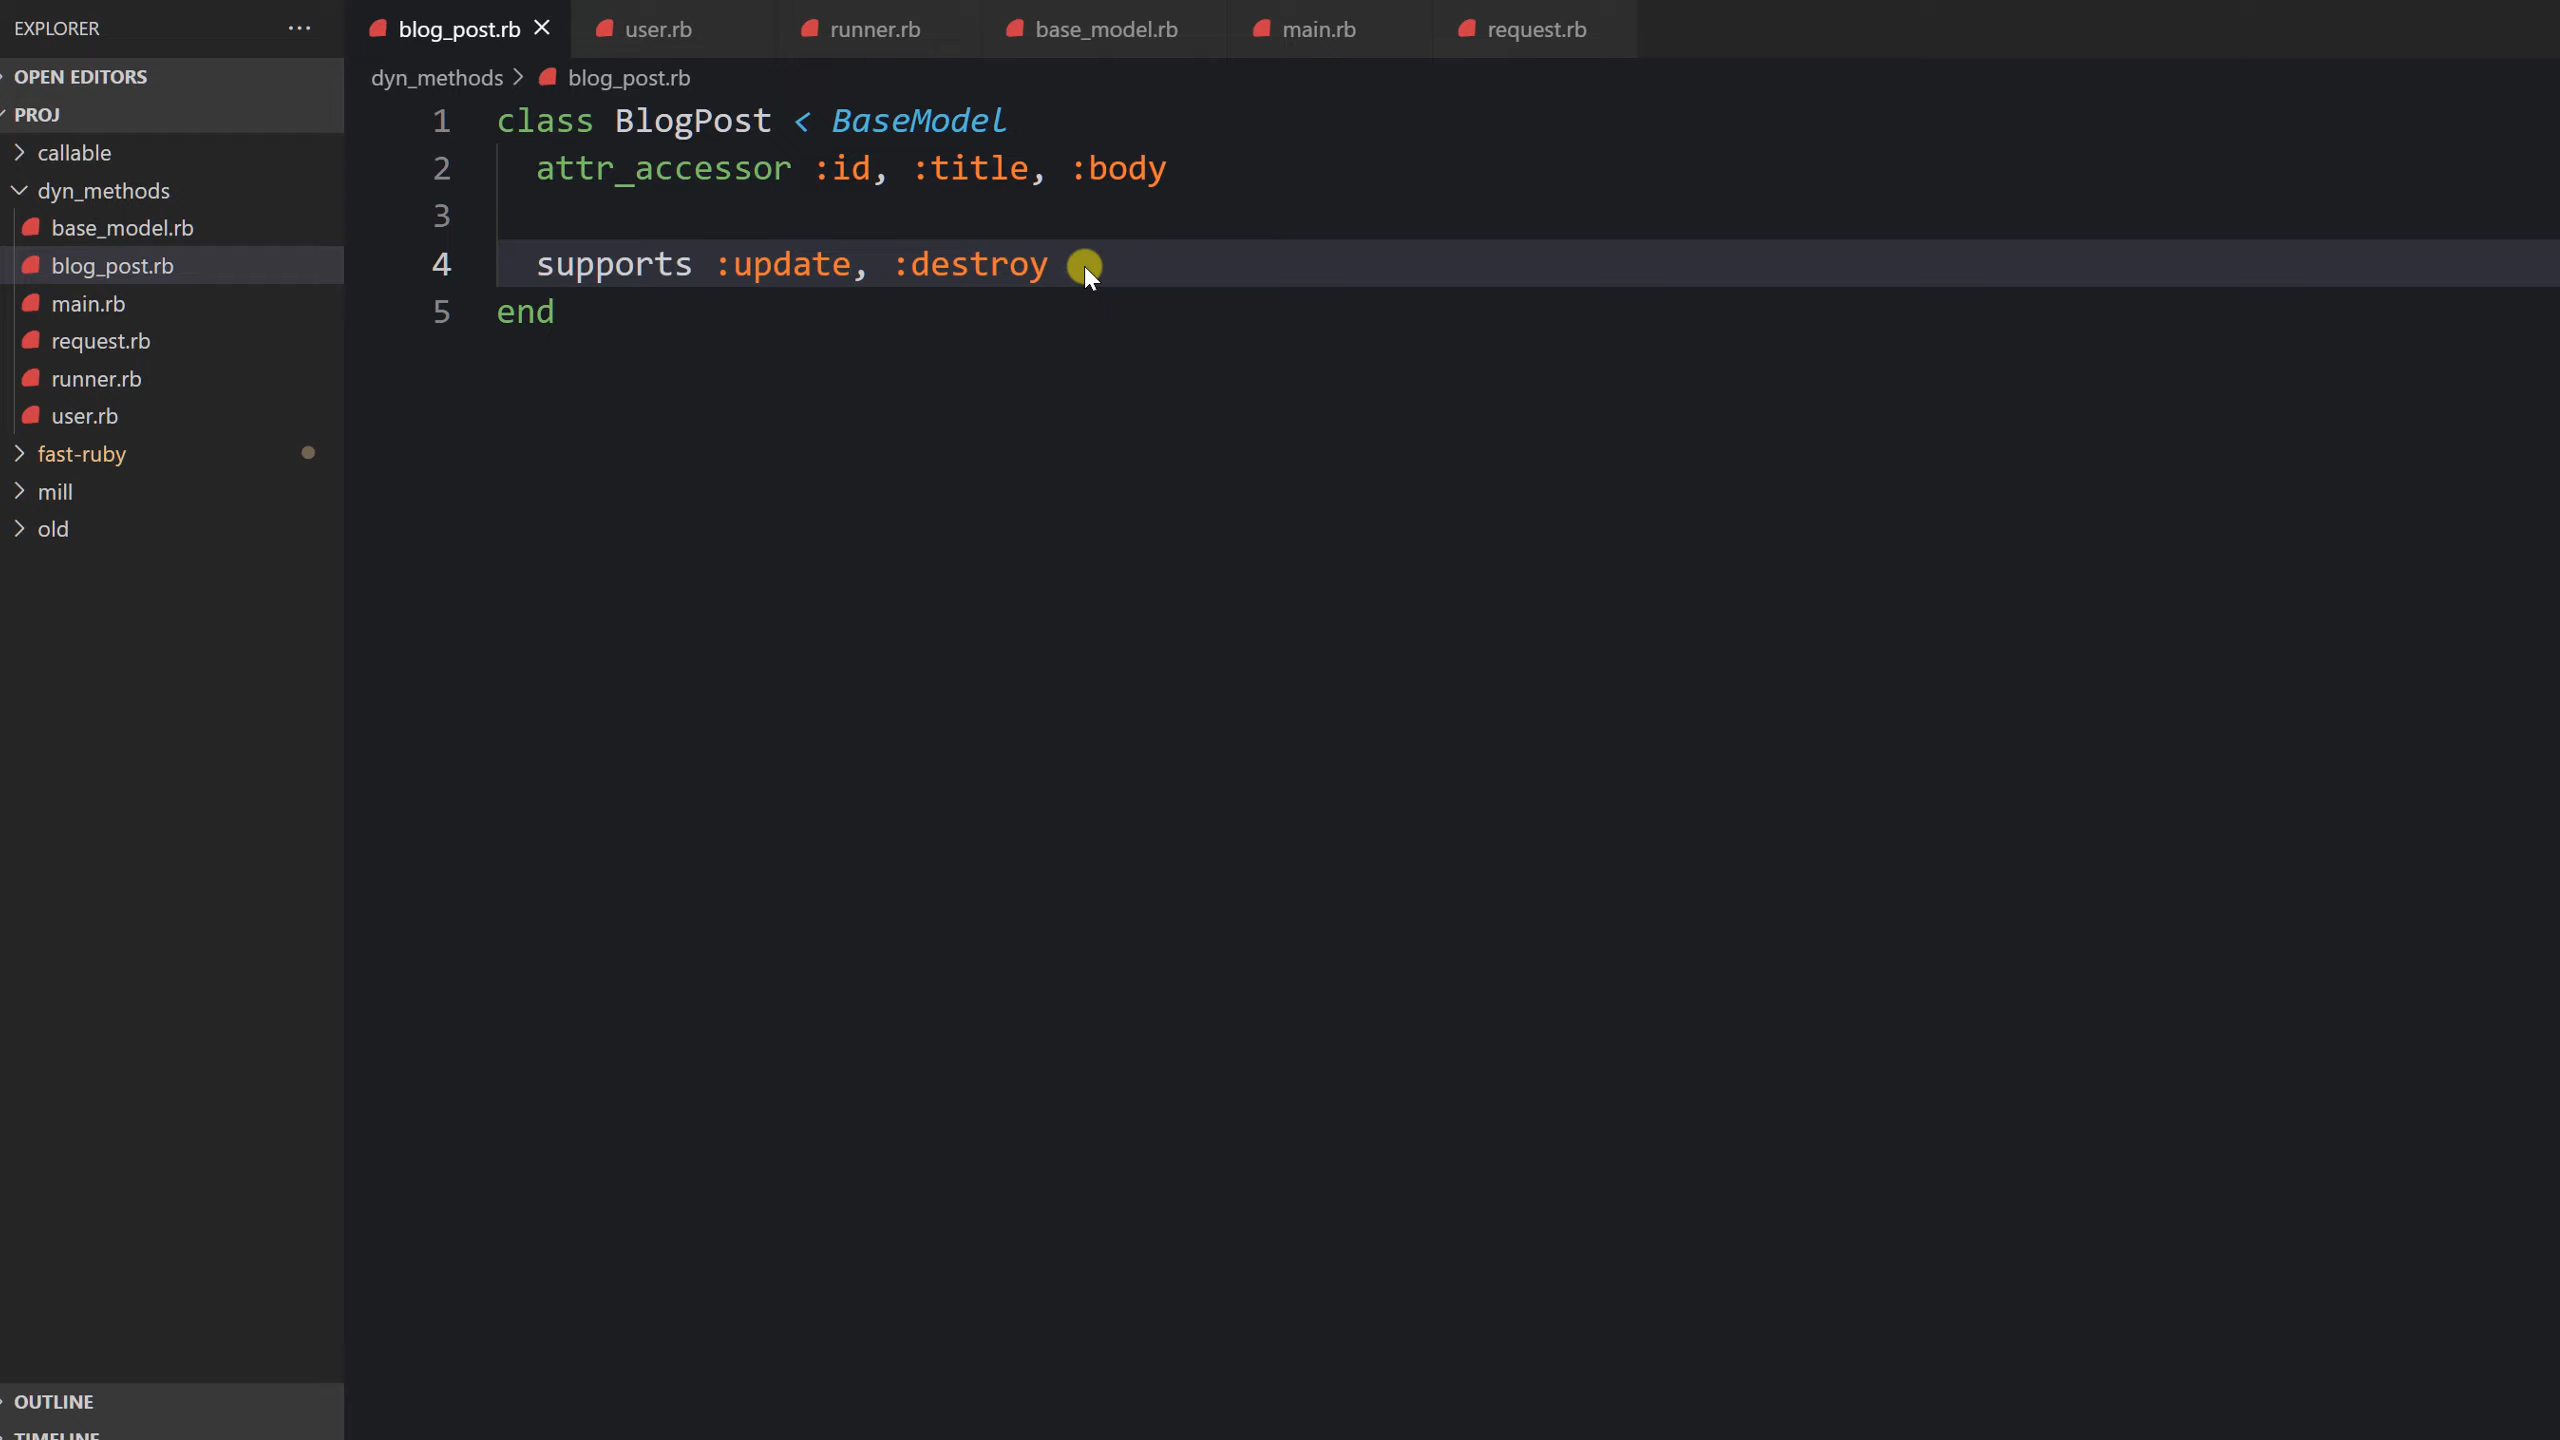 EXPLORER ···
OPEN EDITORS
PROJ
callable
dyn_methods
base_model.rb
blog_post.rb
main.rb
request.rb
runner.rb
user.rb
fast-ruby
mill
old
OUTLINE
TIMELINE
blog_post.rb user.rb runner.rb base_model.rb main.rb request.rb
dyn_methods > blog_post.rb
1 class BlogPost < BaseModel
2 attr_accessor :id, :title, :body
3
4 supports :update, :destroy
5 end